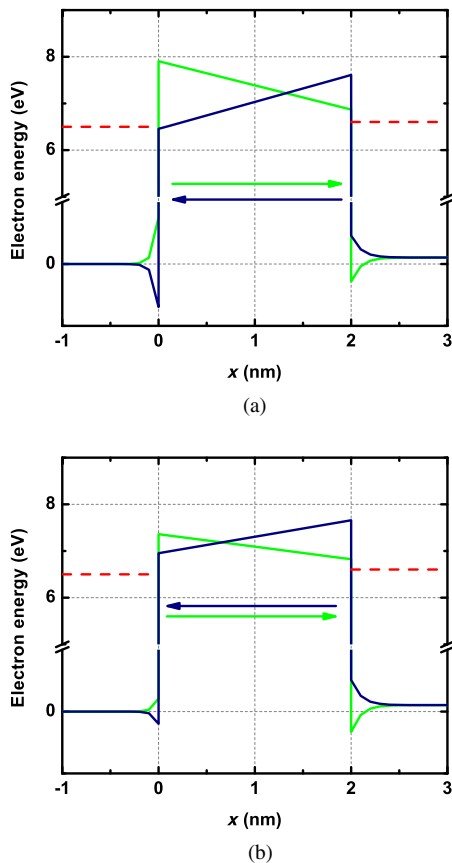 Electron energy (eV)
8
6
0
-1 0 1 2 3
x (nm)
(a)
Electron energy (eV)
8
6
0
-1 0 1 2 3
x (nm)
(b)